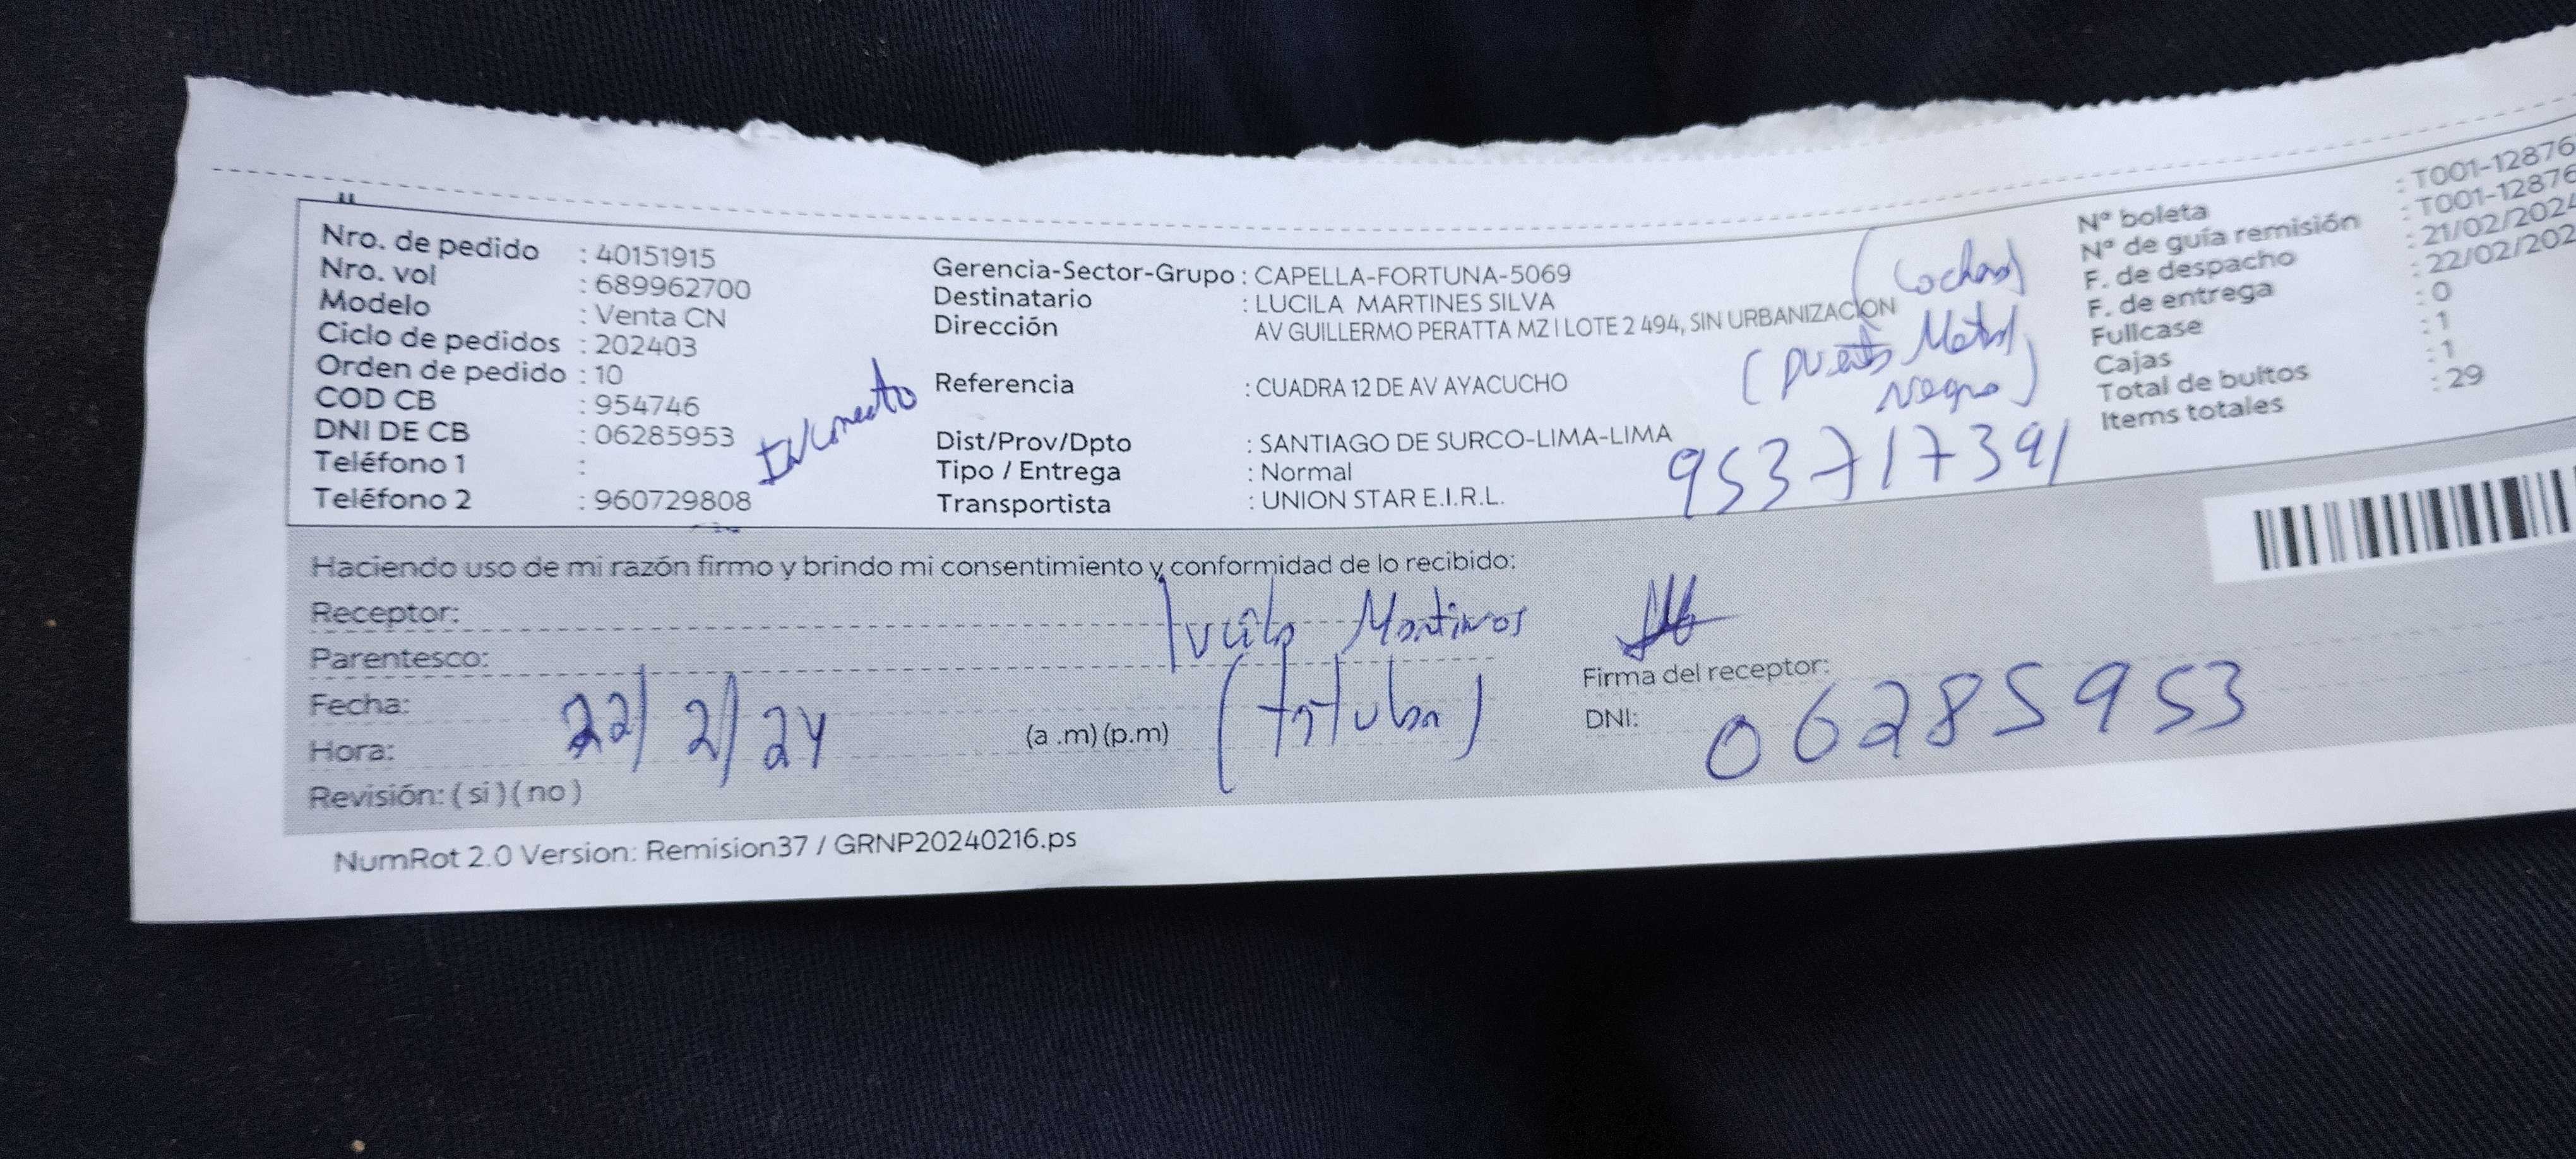 Nro. de pedido : 40151915
Nro. vol : 689962700
Modelo : Venta CN
Ciclo de pedidos : 202403
Orden de pedido : 10
COD CB : 954746
DNI DE CB : 06285953
Teléfono 1 :
Teléfono 2 : 960729808
Gerencia-Sector-Grupo : CAPELLA-FORTUNA-5069
Destinatario : LUCILA MARTINES SILVA
Dirección AV GUILLERMO PERATTA MZ I LOTE 2 494, SIN URBANIZACION
Referencia : CUADRA 12 DE AV AYACUCHO
Dist/Prov/Dpto : SANTIAGO DE SURCO-LIMA-LIMA
Tipo / Entrega : Normal
Transportista : UNION STAR E.I.R.L.
Negro)
953717391
N° boleta : T001-12876
N° de guía remisión : T001-12876
F. de despacho : 21/02/2024
F. de entrega : 22/02/202
Fullcase : 0
Cajas : 1
Total de bultos : 1
Items totales : 29
Haciendo uso de mi razón firmo y brindo mi consentimiento y conformidad de lo recibido:
Receptor: Lucila Martines
Parentesco: (titular)
Fecha: 22/2/24
Hora: (a .m) (p.m)
Revisión: ( si ) ( no )
Firma del receptor:
DNI: 06285953
NumRot 2.0 Version: Remision37 / GRNP20240216.ps